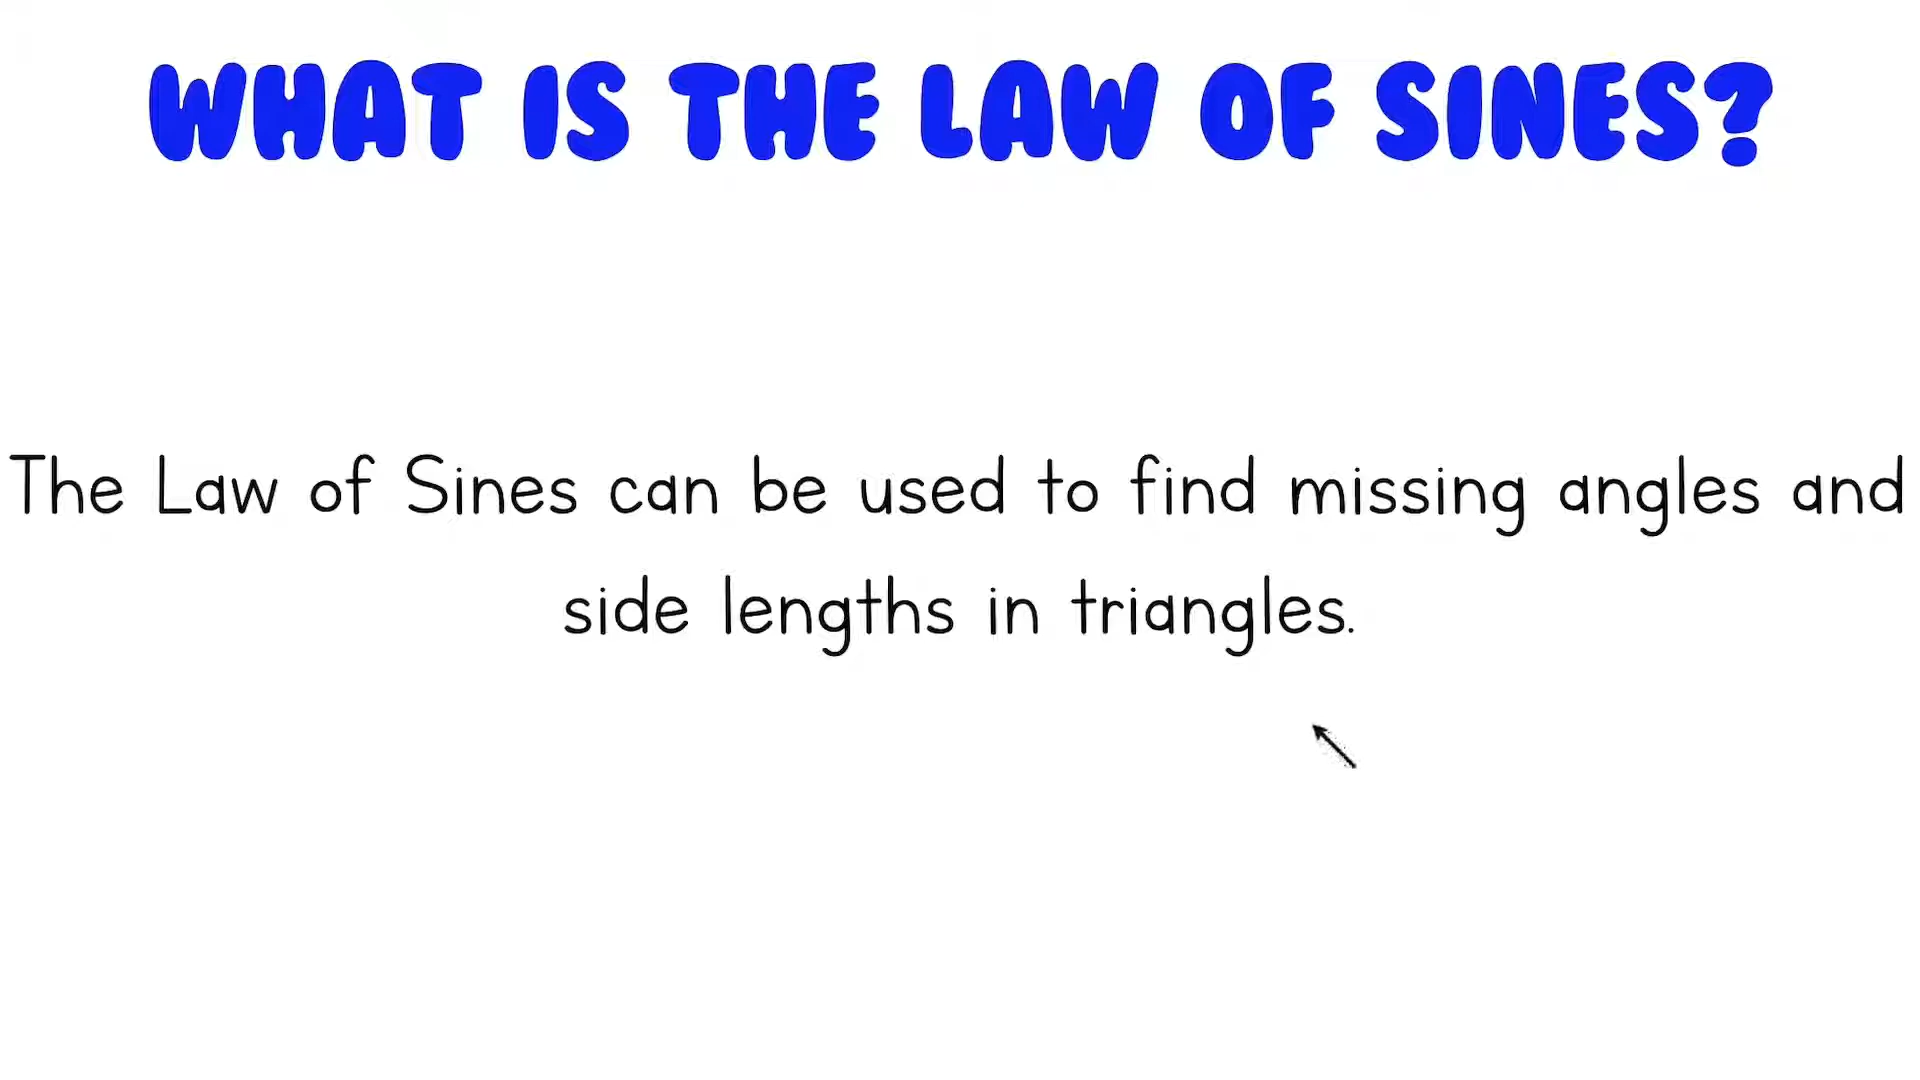 WHAT IS THE LAW OF SINES?
The Law of Sines can be used to find missing angles and
side lengths in triangles.